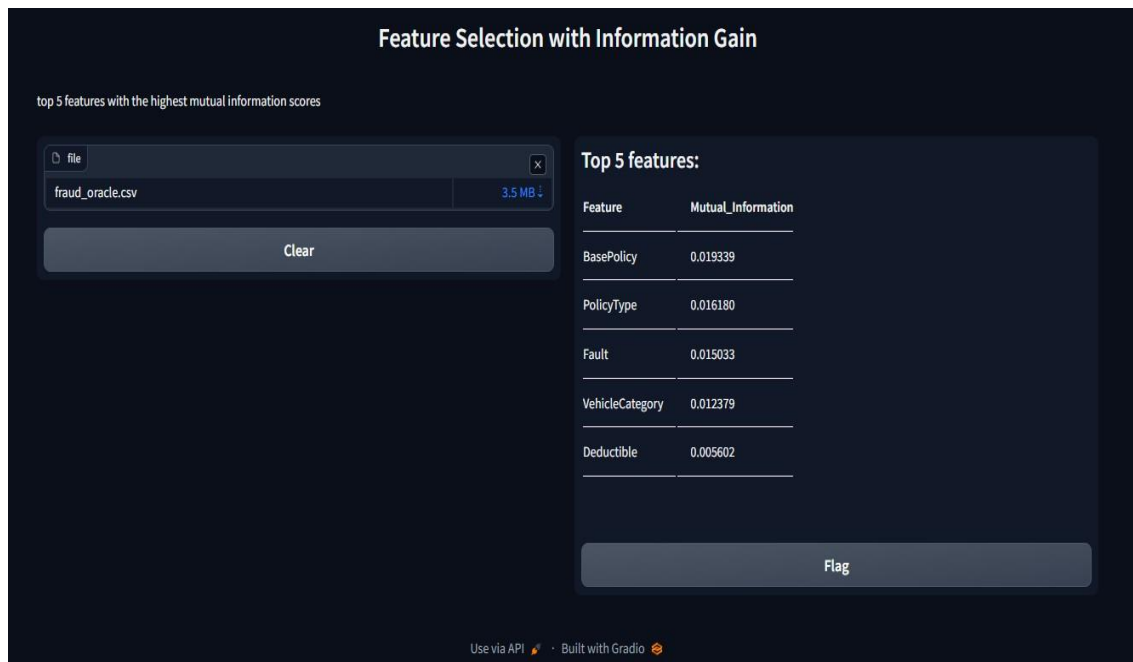 Feature Selection with Information Gain
top 5 features with the highest mutual information scores
file
fraud_oracle.csv 3.5 MB ↓
Clear
Top 5 features:
Feature Mutual_Information
BasePolicy 0.019339
PolicyType 0.016180
Fault 0.015033
VehicleCategory 0.012379
Deductible 0.005602
Flag
Use via API · Built with Gradio